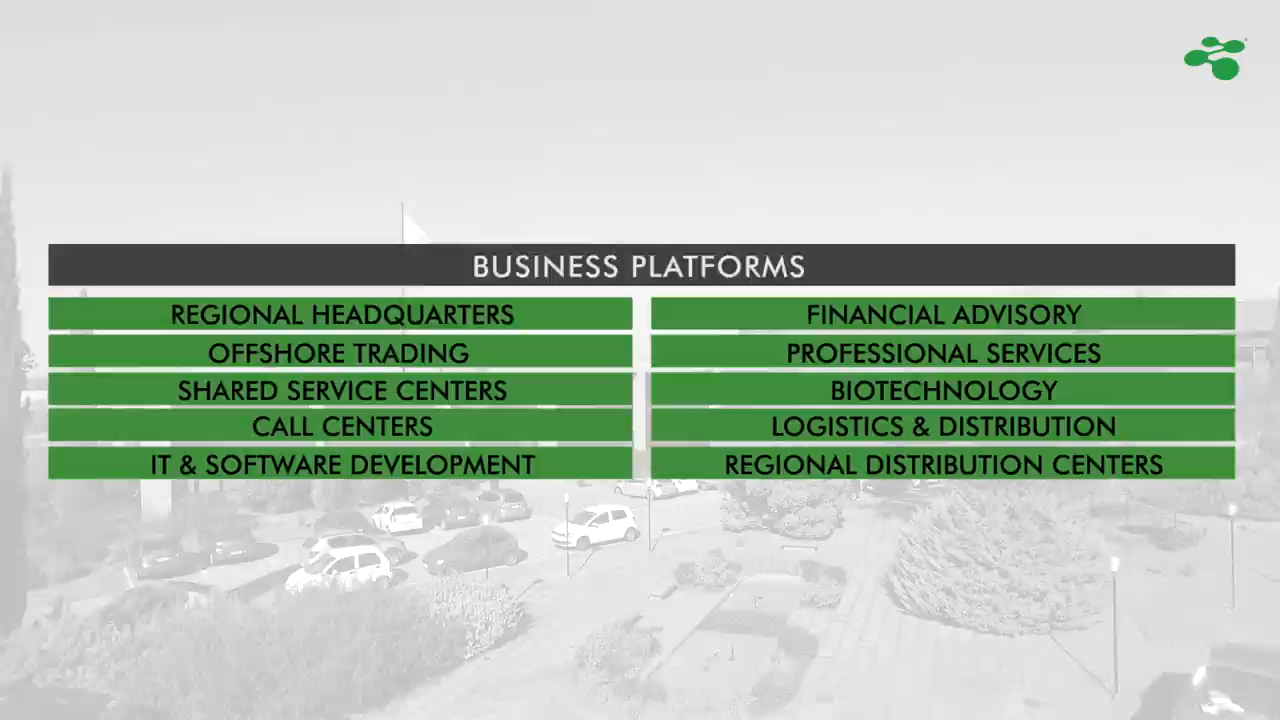 BUSINESS PLATFORMS
REGIONAL HEADQUARTERS
OFFSHORE TRADING
SHARED SERVICE CENTERS
CALL CENTERS
IT & SOFTWARE DEVELOPMENT
FINANCIAL ADVISORY
PROFESSIONAL SERVICES
BIOTECHNOLOGY
LOGISTICS & DISTRIBUTION
REGIONAL DISTRIBUTION CENTERS